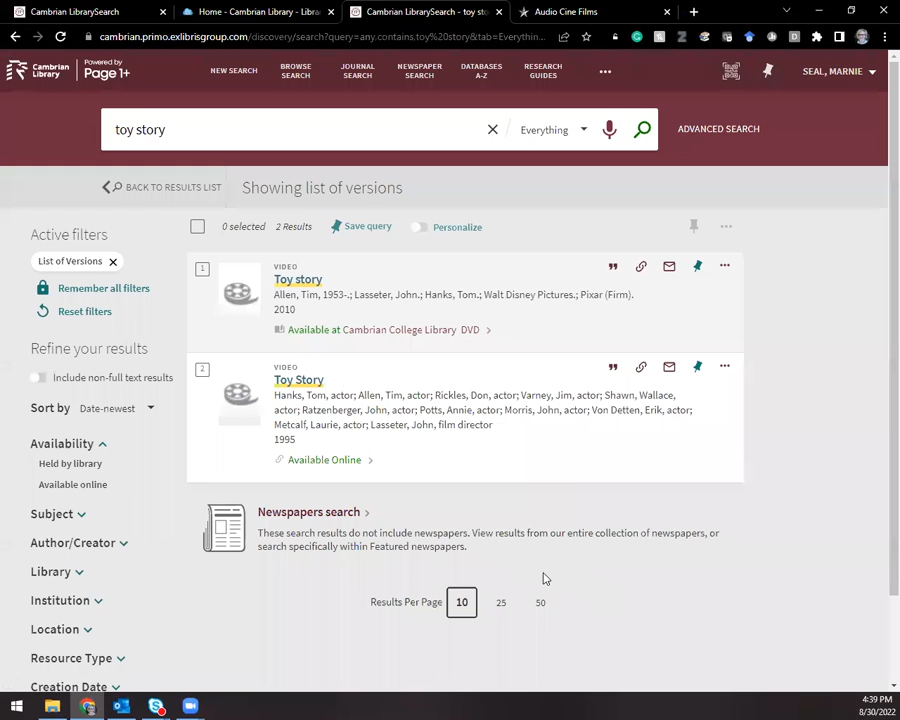 Cambrian LibrarySearch
Home - Cambrian Library - Libra
Cambrian LibrarySearch - toy sto
Audio Cine Films
cambrian.primo.exlibrisgroup.com/discovery/search?query=any.contains.toy%20story&tab=Everythin...
Cambrian Library
Powered by Page 1+
NEW SEARCH
BROWSE SEARCH
JOURNAL SEARCH
NEWSPAPER SEARCH
DATABASES A-Z
RESEARCH GUIDES
SEAL, MARNIE
toy story
Everything
ADVANCED SEARCH
BACK TO RESULTS LIST
Showing list of versions
Active filters
List of Versions
Remember all filters
Reset filters
Refine your results
Include non-full text results
Sort by Date-newest
Availability
Held by library
Available online
Subject
Author/Creator
Library
Institution
Location
Resource Type
Creation Date
0 selected 2 Results Save query Personalize
1
VIDEO
Toy story
Allen, Tim, 1953-.; Lasseter, John.; Hanks, Tom.; Walt Disney Pictures.; Pixar (Firm).
2010
Available at Cambrian College Library DVD
2
VIDEO
Toy Story
Hanks, Tom, actor; Allen, Tim, actor; Rickles, Don, actor; Varney, Jim, actor; Shawn, Wallace,
actor; Ratzenberger, John, actor; Potts, Annie, actor; Morris, John, actor; Von Detten, Erik, actor;
Metcalf, Laurie, actor; Lasseter, John, film director
1995
Available Online
Newspapers search
These search results do not include newspapers. View results from our entire collection of newspapers, or
search specifically within Featured newspapers.
Results Per Page 10 25 50
4:39 PM
8/30/2022